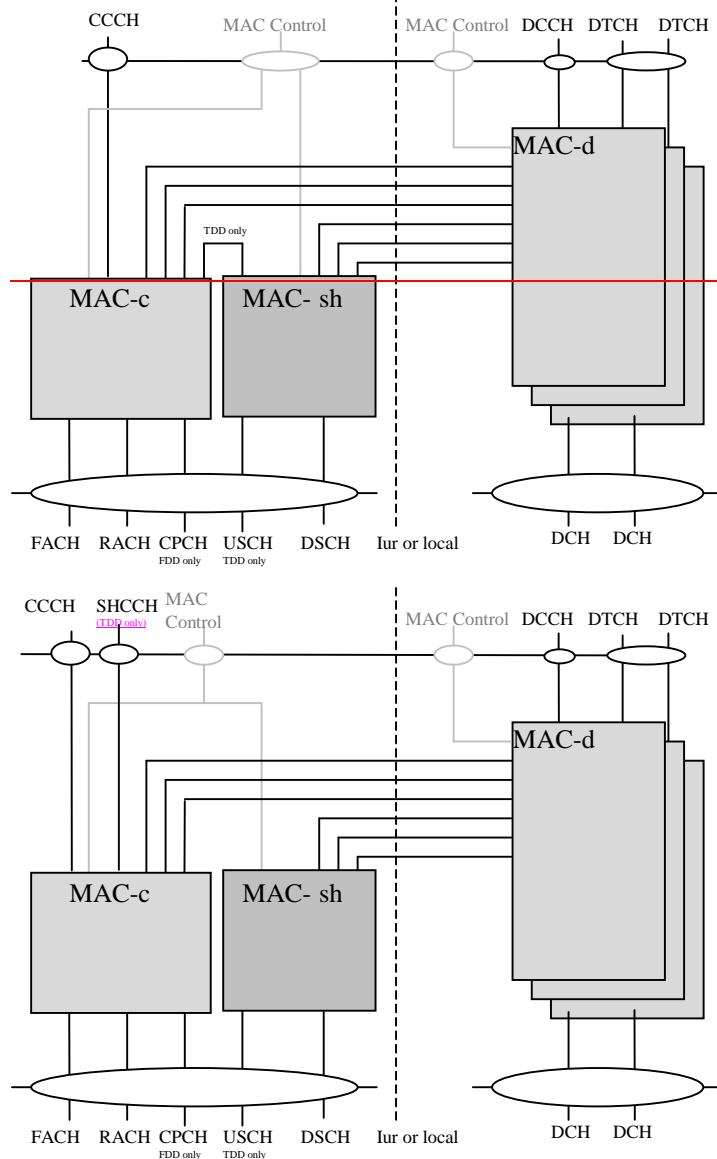 CCCH MAC Control MAC Control DCCH DTCH DTCH
MAC-d
TDD only
MAC-c MAC- sh
FACH RACH CPCH USCH DSCH Iur or local DCH DCH
FDD only TDD only
CCCH SHCCH MAC Control MAC Control DCCH DTCH DTCH
(TDD only)
MAC-d
MAC-c MAC- sh
FACH RACH CPCH USCH DSCH Iur or local DCH DCH
FDD only TDD only